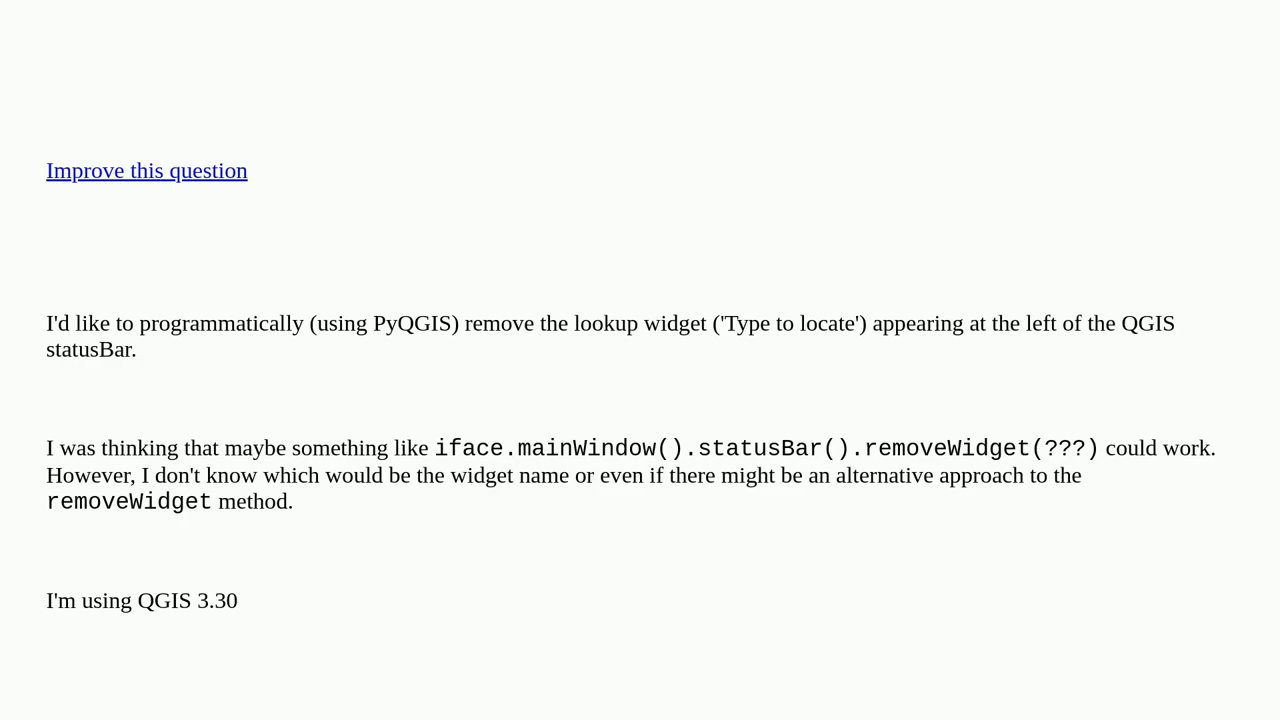 Improve this question
I'd like to programmatically (using PyQGIS) remove the lookup widget ('Type to locate') appearing at the left of the QGIS
statusBar.
I was thinking that maybe something like iface.mainWindow().statusBar().removeWidget(???) could work.
However, I don't know which would be the widget name or even if there might be an alternative approach to the
removeWidget method.
I'm using QGIS 3.30